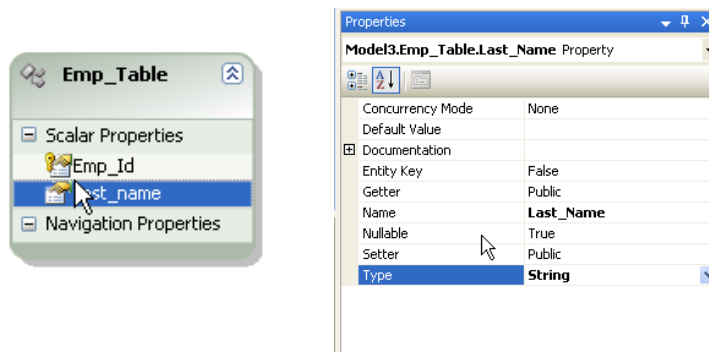 Emp_Table
Scalar Properties
Emp_Id
Last_name
Navigation Properties
Properties
Model3.Emp_Table.Last_Name Property
Concurrency Mode None
Default Value
Documentation
Entity Key False
Getter Public
Name Last_Name
Nullable True
Setter Public
Type String